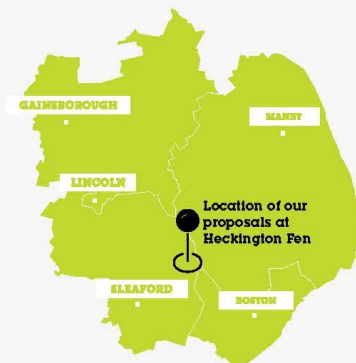 GAINSBOROUGH
MANBY
LINCOLN
Location of our
proposals at
Heckington Fen
SLEAFORD
BOSTON